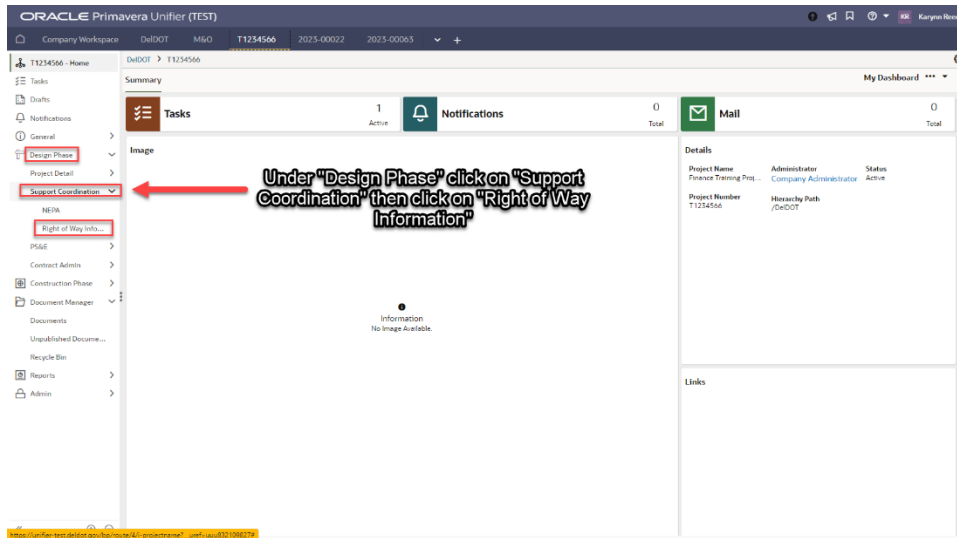 ORACLE Primavera Unifier (TEST)
KR Karynn Ree
Company Workspace DelDOT M&O T1234566 2023-00022 2023-00063 +
T1234566 - Home
Tasks
Drafts
Notifications
General
Design Phase
Project Detail
Support Coordination
NEPA
Right of Way Info...
PS&E
Contract Admin
Construction Phase
Document Manager
Documents
Unpublished Docume...
Recycle Bin
Reports
Admin
DelDOT > T1234566
Summary
My Dashboard
Tasks
1
Active
Notifications
0
Total
Mail
0
Total
Image
Under "Design Phase" click on "Support
Coordination" then click on "Right of Way
Information"
Information
No Image Available.
Details
Project Name
Finance Training Proj...
Administrator
Company Administrator
Status
Active
Project Number
T1234566
Hierarchy Path
/DelDOT
Links